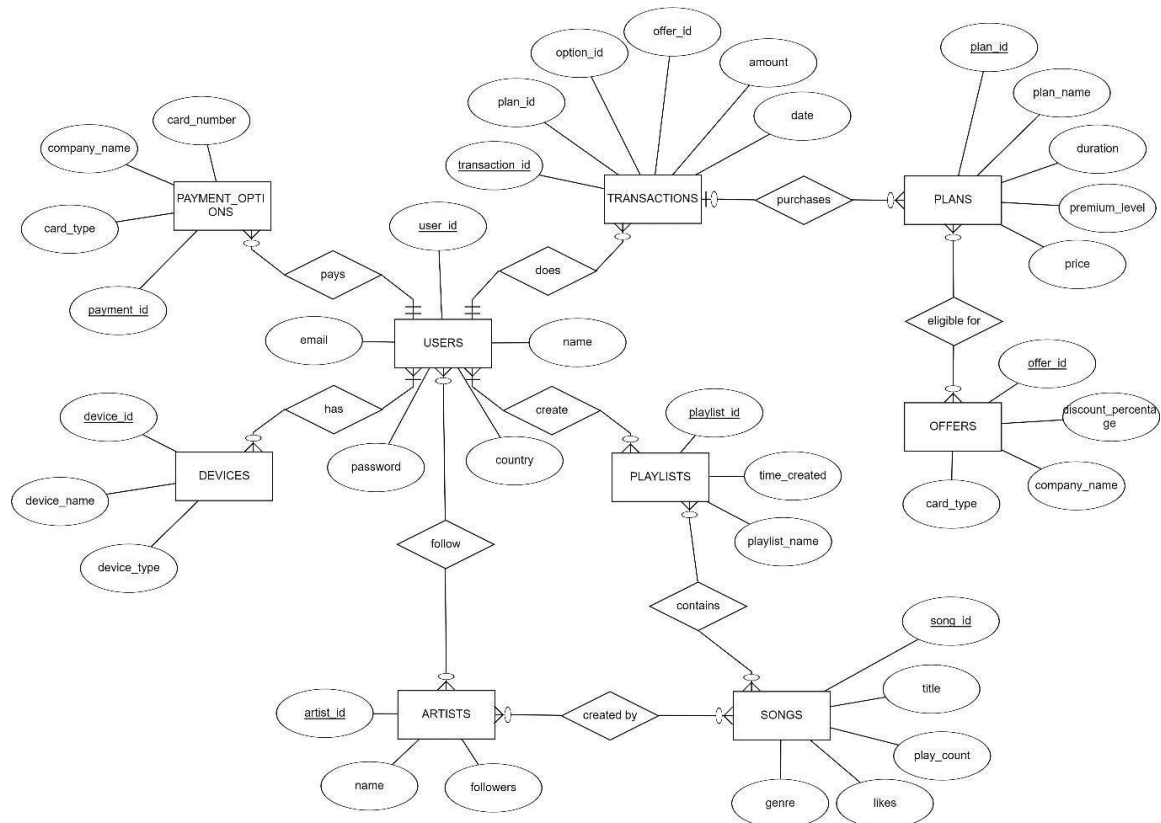 offer_id
option_id
plan_id
amount
card_number
plan_id
plan_name
company_name
date
duration
transaction_id
PAYMENT_OPTI
ONS
TRANSACTIONS
purchases
PLANS
premium_level
card_type
user_id
price
pays
does
payment_id
email
USERS
name
eligible for
offer_id
device_id
has
create
playlist_id
discount_percenta
ge
OFFERS
password
country
DEVICES
PLAYLISTS
time_created
device_name
company_name
card_type
playlist_name
device_type
follow
contains
song_id
title
artist_id
ARTISTS
created by
SONGS
play_count
name
followers
genre
likes